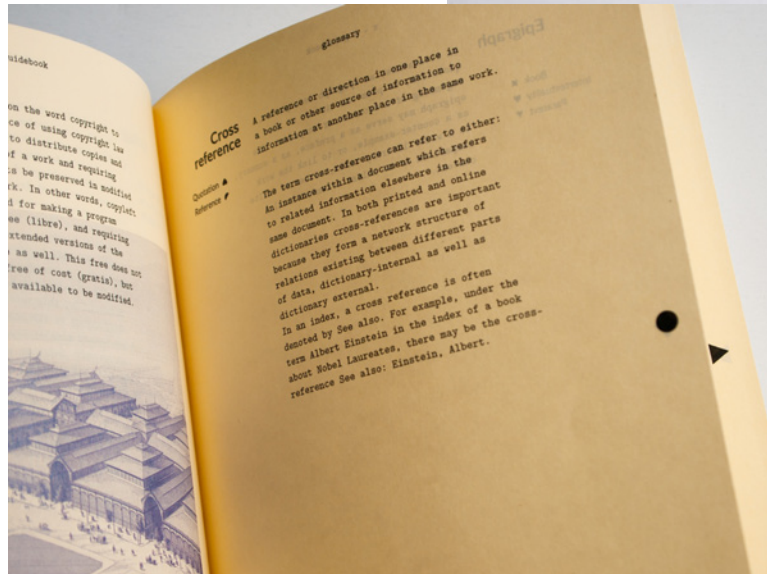 uidebook
on the word copyright to
ce of using copyright law
to distribute copies and
of a work and requiring
ts be preserved in modified
rk. In other words, copyleft
d for making a program
ee (libre), and requiring
xtended versions of the
as well. This free does not
free of cost (gratis), but
available to be modified.
glossary
Cross
reference
Quotation
Reference
A reference or direction in one place in
a book or other source of information to
information at another place in the same work.
The term cross-reference can refer to either:
An instance within a document which refers
to related information elsewhere in the
same document. In both printed and online
dictionaries cross-references are important
because they form a network structure of
relations existing between different parts
of data, dictionary-internal as well as
dictionary external.
In an index, a cross reference is often
denoted by See also. For example, under the
term Albert Einstein in the index of a book
about Nobel Laureates, there may be the cross-
reference See also: Einstein, Albert.
Epigraph
Book